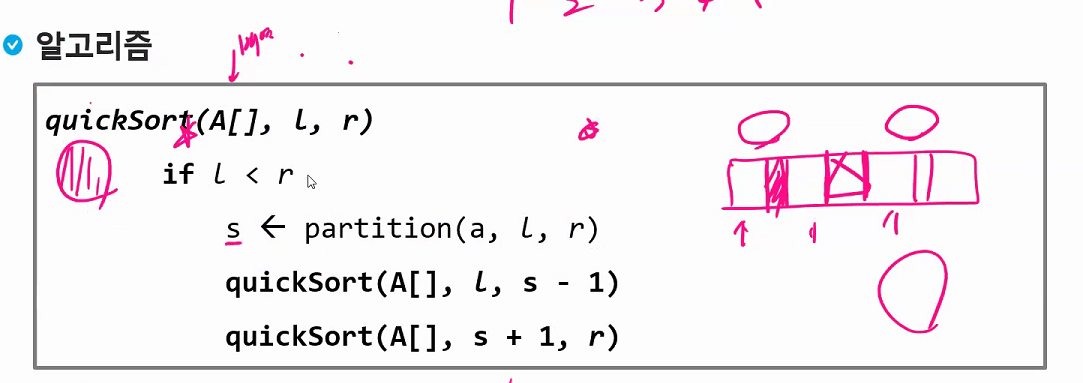 알고리즘
quickSort(A[], l, r)
if l < r
s ← partition(a, l, r)
quickSort(A[], l, s - 1)
quickSort(A[], s + 1, r)